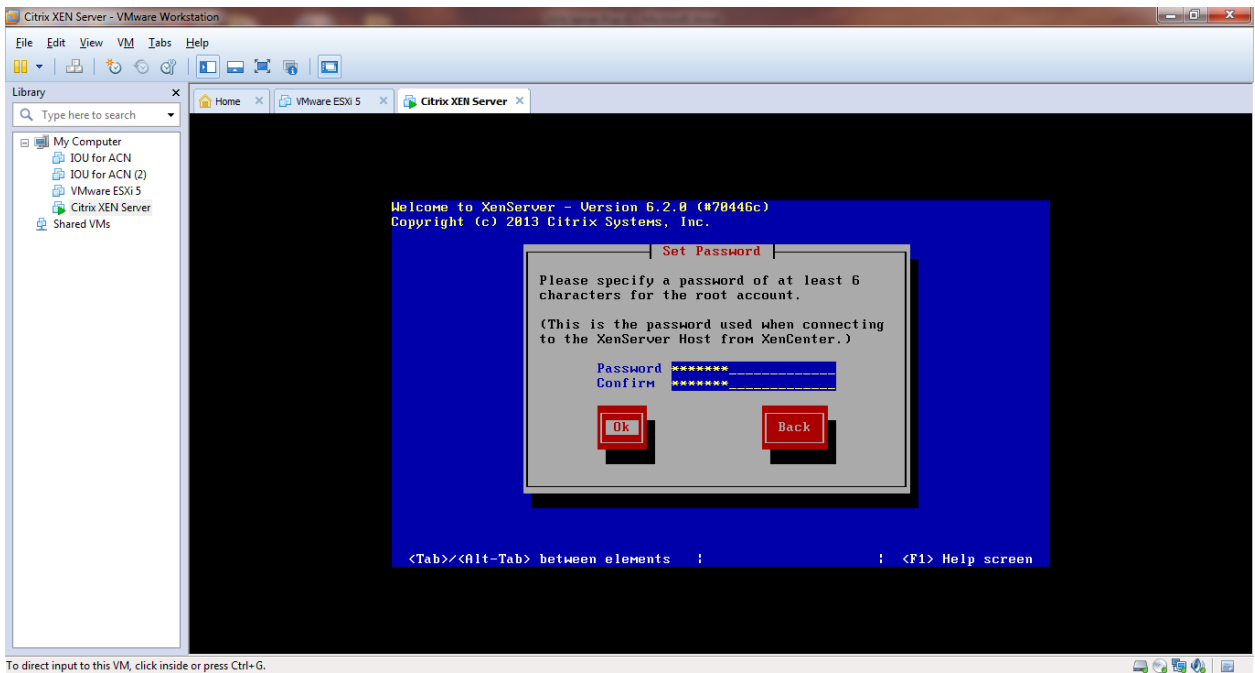 Citrix XEN Server - VMware Workstation
File Edit View VM Tabs Help
Library x
Type here to search
Home VMware ESXi 5 Citrix XEN Server
My Computer
IOU for ACN
IOU for ACN (2)
VMware ESXi 5
Citrix XEN Server
Shared VMs
Welcome to XenServer - Version 6.2.0 (#70446c)
Copyright (c) 2013 Citrix Systems, Inc.
Set Password
Please specify a password of at least 6
characters for the root account.
(This is the password used when connecting
to the XenServer Host from XenCenter.)
Password *******_____________
Confirm *******_____________
Ok Back
<Tab>/<Alt-Tab> between elements | | <F1> Help screen
To direct input to this VM, click inside or press Ctrl+G.